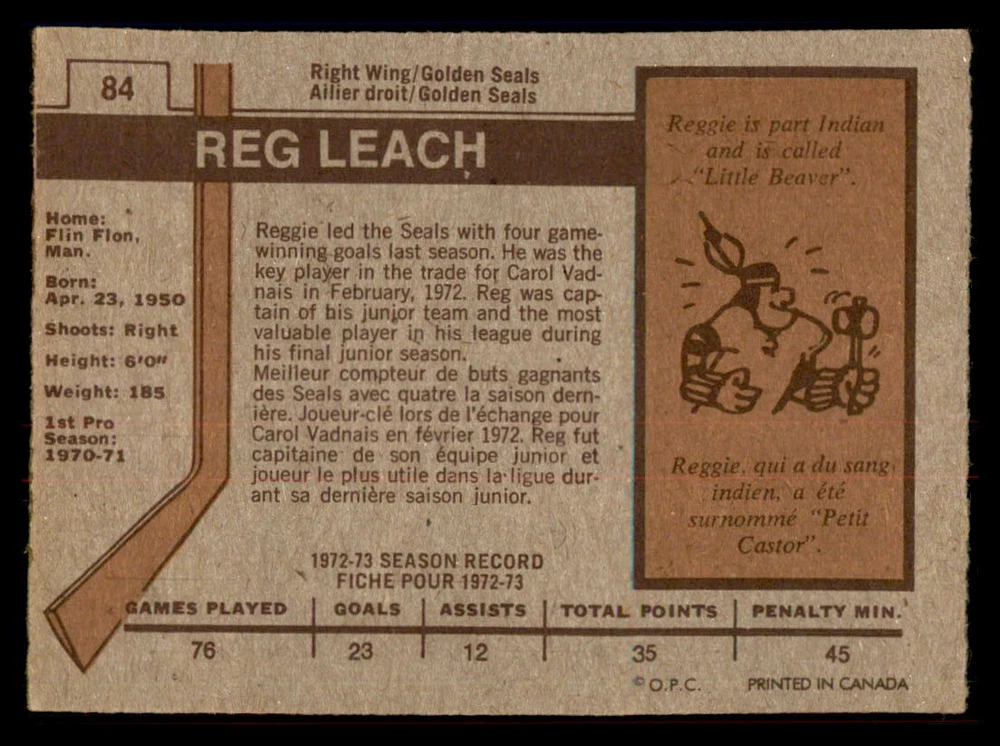 84
Right Wing/Golden Seals
Ailier droit/Golden Seals
REG LEACH
Home:
Flin Flon,
Man.
Born:
Apr. 23, 1950
Shoots: Right
Height: 6'0"
Weight: 185
1st Pro
Season:
1970-71
Reggie led the Seals with four game-
winning goals last season. He was the
key player in the trade for Carol Vad-
nais in February, 1972. Reg was cap-
tain of his junior team and the most
valuable player in his league during
his final junior season.
Meilleur compteur de buts gagnants
des Seals avec quatre la saison dern-
ière. Joueur-clé lors de l'échange pour
Carol Vadnais en février 1972. Reg fut
capitaine de son équipe junior et
joueur le plus utile dans la ligue dur-
ant sa dernière saison junior.
Reggie is part Indian
and is called
"Little Beaver".
Reggie, qui a du sang
indien, a été
surnommé "Petit
Castor".
1972-73 SEASON RECORD
FICHE POUR 1972-73
GAMES PLAYED GOALS ASSISTS TOTAL POINTS PENALTY MIN.
76 23 12 35 45
© O.P.C. PRINTED IN CANADA